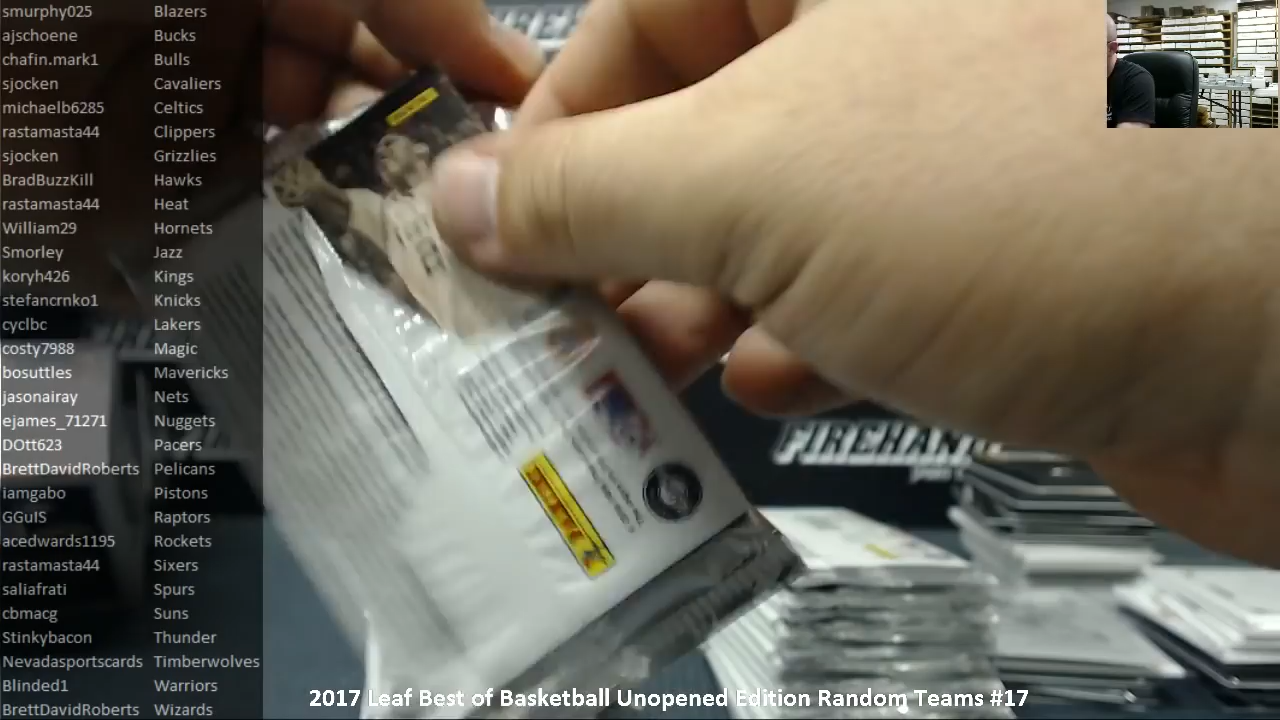 smurphy025 Blazers
ajschoene Bucks
chafin.mark1 Bulls
sjocken Cavaliers
michaelb6285 Celtics
rastamasta44 Clippers
sjocken Grizzlies
BradBuzzKill Hawks
rastamasta44 Heat
William29 Hornets
Smorley Jazz
koryh426 Kings
stefancrnko1 Knicks
cyclbc Lakers
costy7988 Magic
bosuttles Mavericks
jasonairay Nets
ejames_71271 Nuggets
DOtt623 Pacers
BrettDavidRoberts Pelicans
iamgabo Pistons
GGuIS Raptors
acedwards1195 Rockets
rastamasta44 Sixers
saliafrati Spurs
cbmacg Suns
Stinkybacon Thunder
Nevadasportscards Timberwolves
Blinded1 Warriors
BrettDavidRoberts Wizards
FIREHAN
2017 Leaf Best of Basketball Unopened Edition Random Teams #17